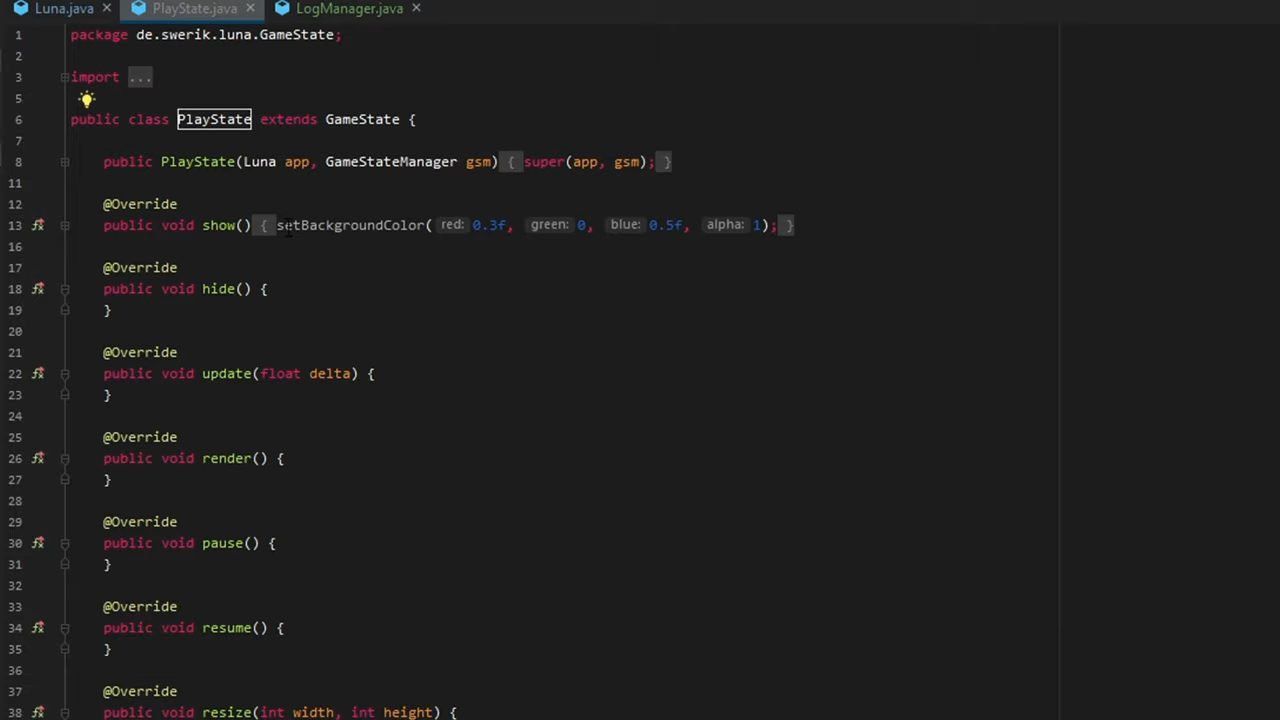 Luna.java PlayState.java LogManager.java
1 package de.swerik.luna.GameState;
2
3 import ...
5
6 public class PlayState extends GameState {
7
8 public PlayState(Luna app, GameStateManager gsm) { super(app, gsm); }
11
12 @Override
13 public void show() { setBackgroundColor( red: 0.3f, green: 0, blue: 0.5f, alpha: 1); }
16
17 @Override
18 public void hide() {
19 }
20
21 @Override
22 public void update(float delta) {
23 }
24
25 @Override
26 public void render() {
27 }
28
29 @Override
30 public void pause() {
31 }
32
33 @Override
34 public void resume() {
35 }
36
37 @Override
38 public void resize(int width, int height) {